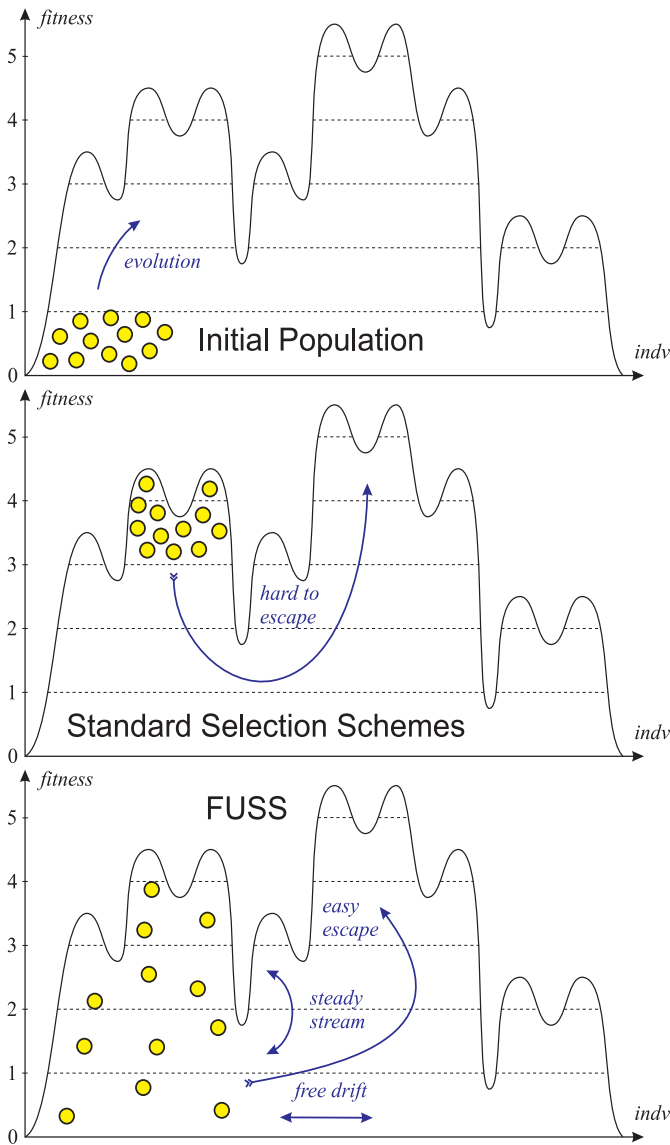 fitness
5
4
3
2
evolution
1
Initial Population
indv
0
fitness
5
4
3
hard to
escape
2
1
Standard Selection Schemes
indv
0
fitness
FUSS
5
4
easy
escape
3
steady
stream
2
1
free drift
indv
0